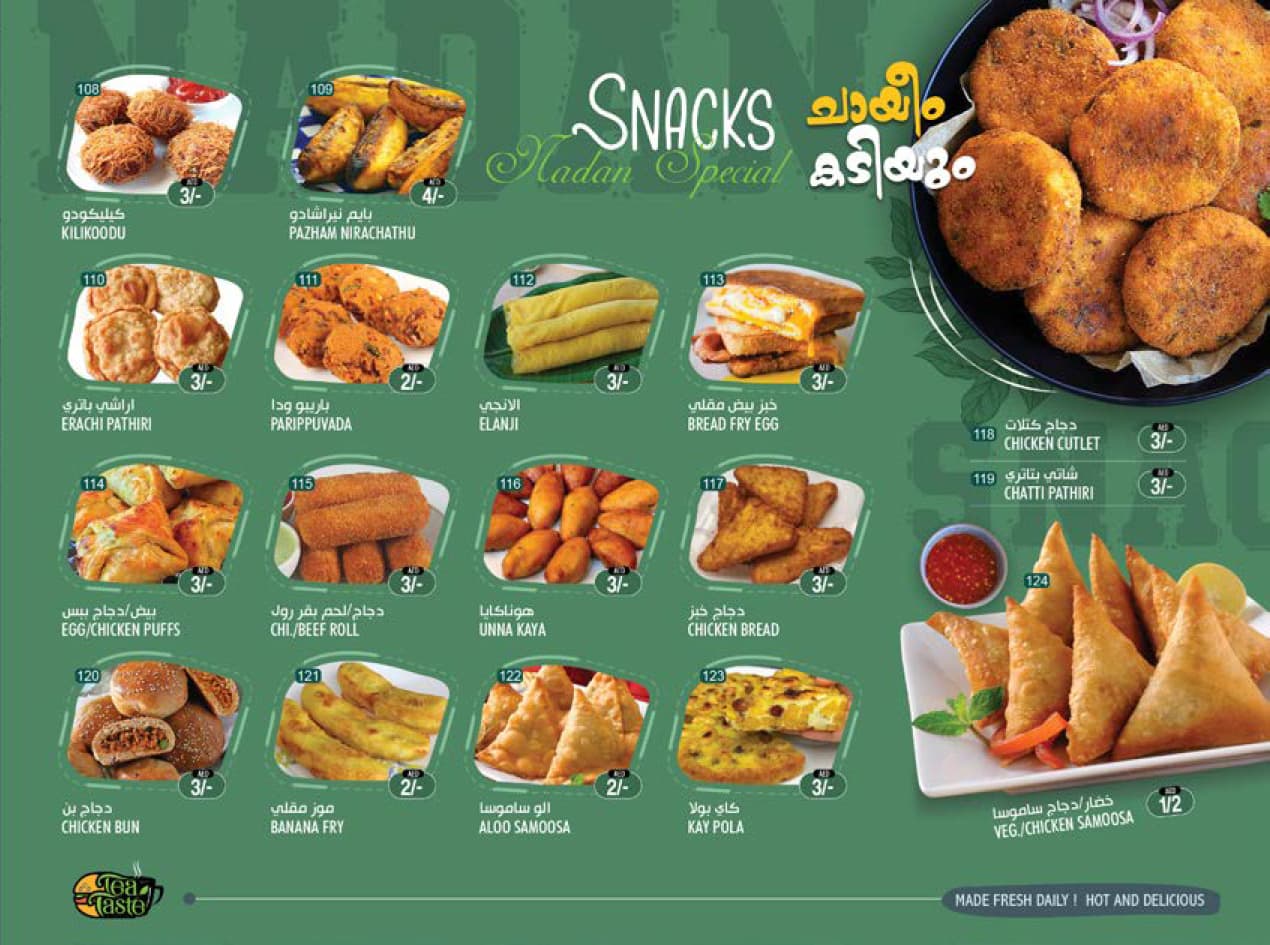 NADAN
SNACKS
Nadan Special
ചായീം
കടിയും
108
AED
3/-
كيليكودو
KILIKOODU
109
AED
4/-
بايم نيراشادو
PAZHAM NIRACHATHU
110
AED
3/-
اراشي باتري
ERACHI PATHIRI
111
AED
2/-
باريبو ودا
PARIPPUVADA
112
AED
3/-
الانجي
ELANJI
113
AED
3/-
خبز بيض مقلي
BREAD FRY EGG
118
دجاج كتلات
CHICKEN CUTLET
AED
3/-
119
شاتي بتاتري
CHATTI PATHIRI
AED
3/-
SNAC
114
AED
3/-
بيض/دجاج ببس
EGG/CHICKEN PUFFS
115
AED
3/-
دجاج/لحم بقر رول
CHI./BEEF ROLL
116
AED
3/-
هوناكايا
UNNA KAYA
117
AED
3/-
دجاج خبز
CHICKEN BREAD
124
خضار/دجاج ساموسا
VEG./CHICKEN SAMOOSA
AED
1/2
120
AED
3/-
دجاج بن
CHICKEN BUN
121
AED
2/-
موز مقلي
BANANA FRY
122
AED
2/-
الو ساموسا
ALOO SAMOOSA
123
AED
3/-
كاي بولا
KAY POLA
Tea
Taste
MADE FRESH DAILY ! HOT AND DELICIOUS